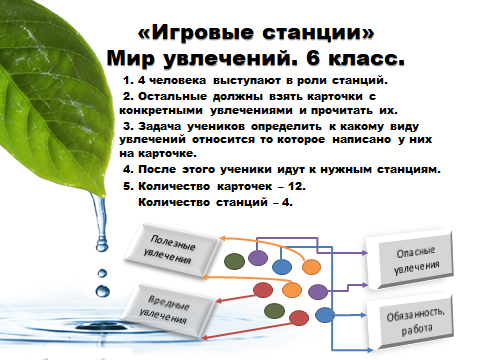 «Игровые станции»
Мир увлечений. 6 класс.
1. 4 человека выступают в роли станций.
2. Остальные должны взять карточки с
конкретными увлечениями и прочитать их.
3. Задача учеников определить к какому виду
увлечений относится то которое написано у них
на карточке.
4. После этого ученики идут к нужным станциям.
5. Количество карточек – 12.
Количество станций – 4.
Полезные
увлечения
Опасные
увлечения
Вредные
увлечения
Обязанность,
работа